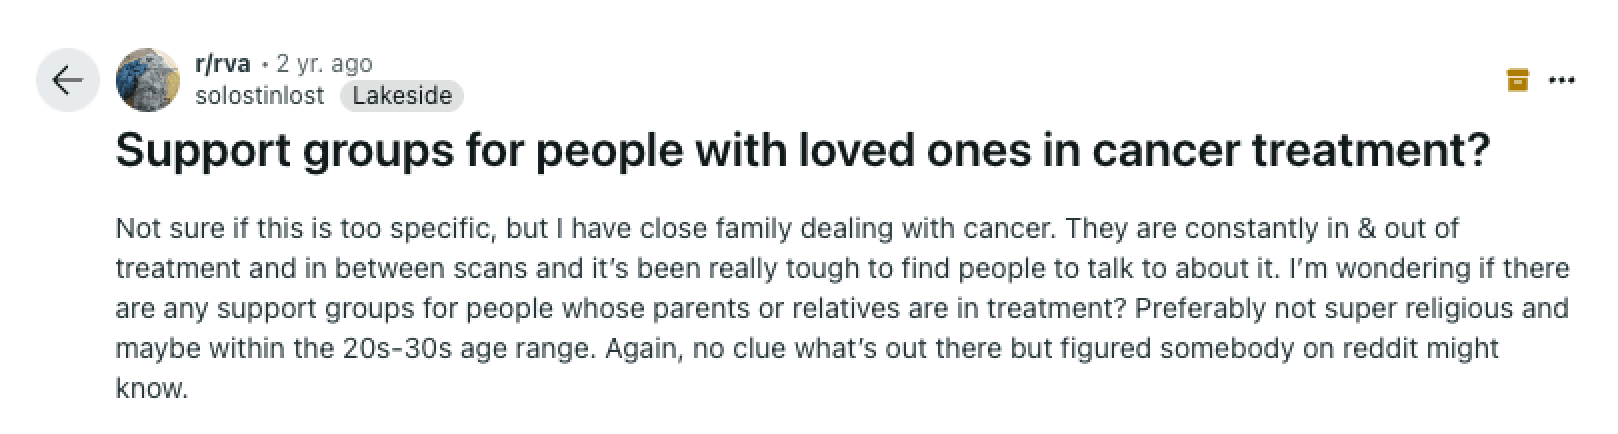 r/rva • 2 yr. ago
solostinlost Lakeside
Support groups for people with loved ones in cancer treatment?
Not sure if this is too specific, but I have close family dealing with cancer. They are constantly in & out of
treatment and in between scans and it’s been really tough to find people to talk to about it. I’m wondering if there
are any support groups for people whose parents or relatives are in treatment? Preferably not super religious and
maybe within the 20s-30s age range. Again, no clue what’s out there but figured somebody on reddit might
know.